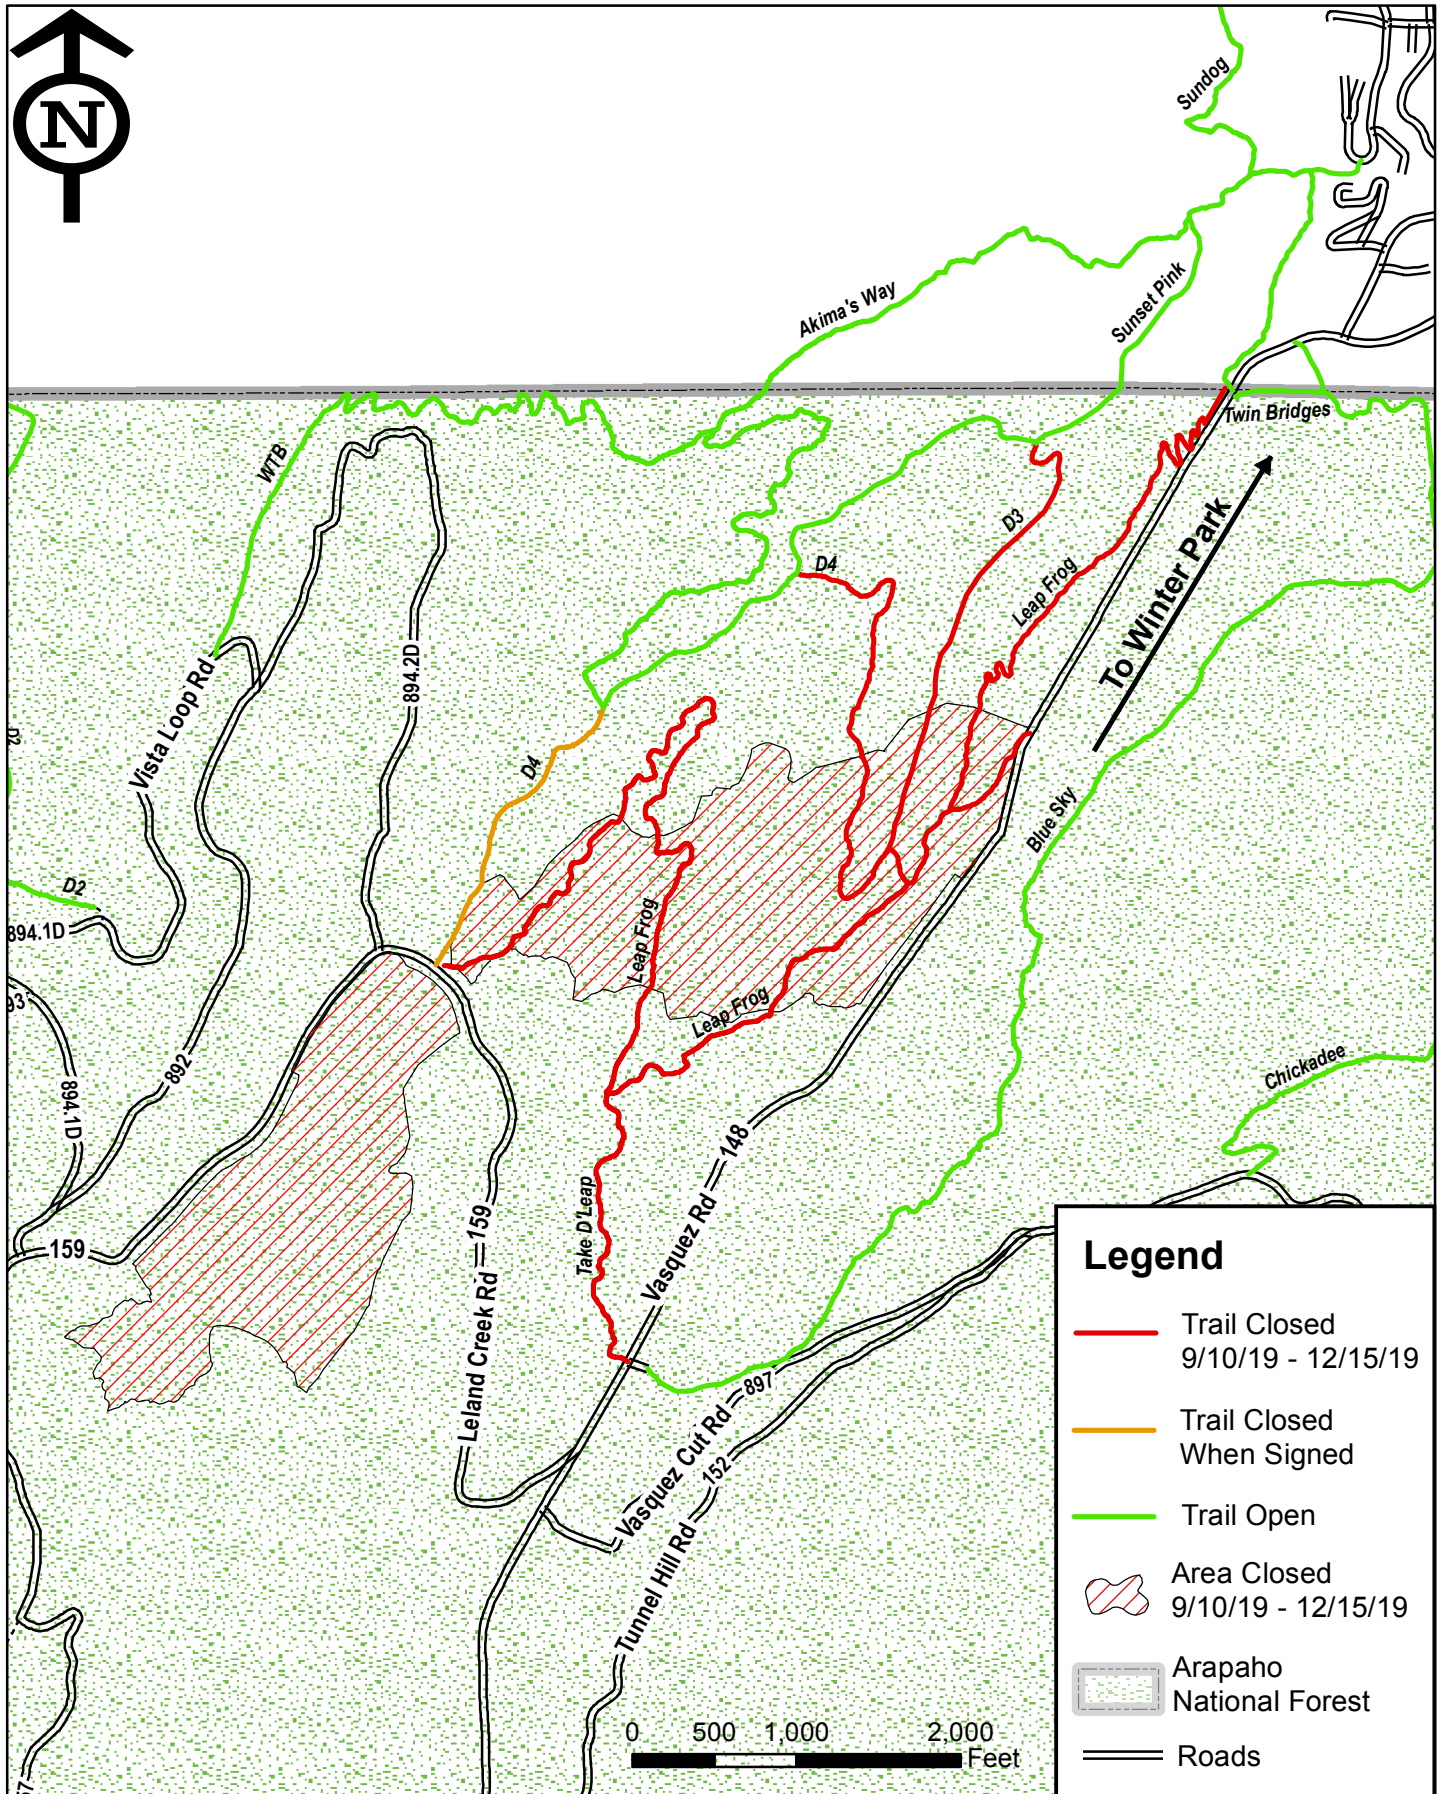 N
Sundog
Akima's Way
Sunset Pink
Twin Bridges
WTB
D3
D4
Leap Frog
To Winter Park
894.2D
Vista Loop Rd
D2
D4
Blue Sky
D2
894.1D
Leap Frog
Leap Frog
93
892
894.1D
Chickadee
148
Vasquez Rd
Take D'Leap
159
159
Leland Creek Rd
897
Vasquez Cut Rd
152
Tunnel Hill Rd
Legend
Trail Closed
9/10/19 - 12/15/19
Trail Closed
When Signed
Trail Open
Area Closed
9/10/19 - 12/15/19
Arapaho
National Forest
Roads
0 500 1,000 2,000
Feet